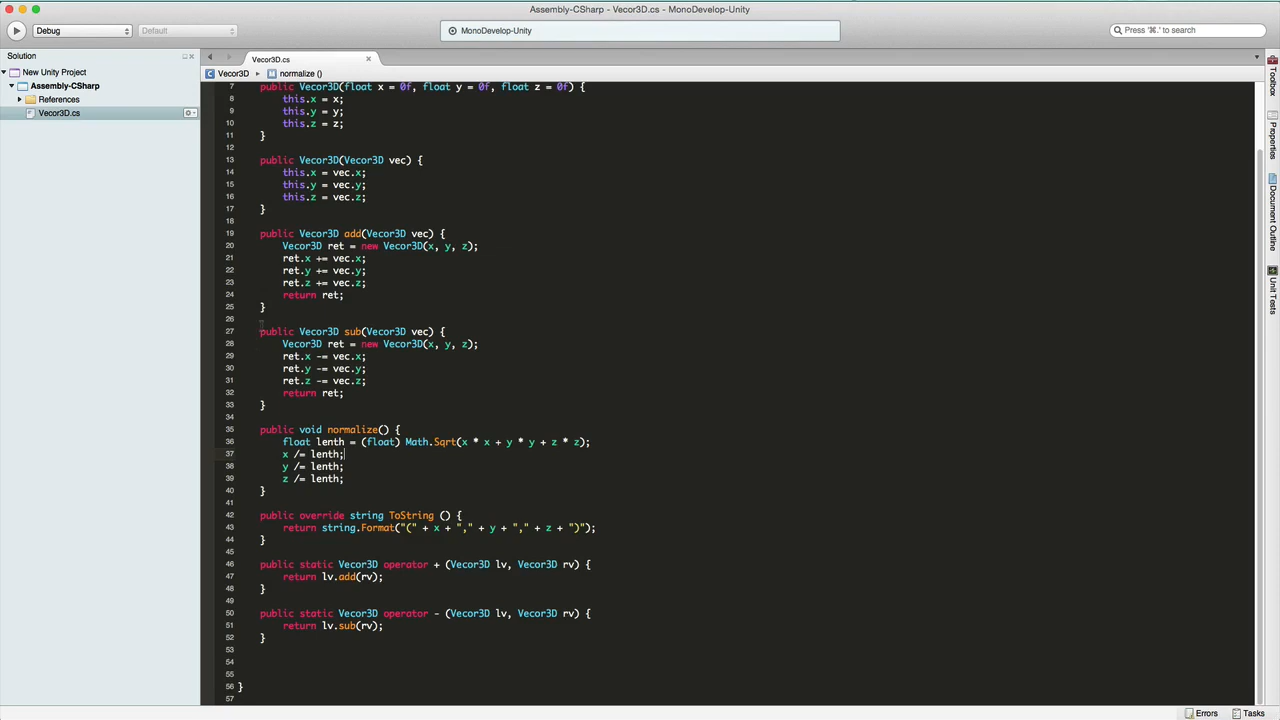 Assembly-CSharp - Vecor3D.cs - MonoDevelop-Unity
Debug
Default
MonoDevelop-Unity
Press '⌘.' to search
Solution
New Unity Project
Assembly-CSharp
References
Vecor3D.cs
Vecor3D.cs
Vecor3D
normalize ()
7 public Vecor3D(float x = 0f, float y = 0f, float z = 0f) {
8 this.x = x;
9 this.y = y;
10 this.z = z;
11 }
12
13 public Vecor3D(Vecor3D vec) {
14 this.x = vec.x;
15 this.y = vec.y;
16 this.z = vec.z;
17 }
18
19 public Vecor3D add(Vecor3D vec) {
20 Vecor3D ret = new Vecor3D(x, y, z);
21 ret.x += vec.x;
22 ret.y += vec.y;
23 ret.z += vec.z;
24 return ret;
25 }
26
27 public Vecor3D sub(Vecor3D vec) {
28 Vecor3D ret = new Vecor3D(x, y, z);
29 ret.x -= vec.x;
30 ret.y -= vec.y;
31 ret.z -= vec.z;
32 return ret;
33 }
34
35 public void normalize() {
36 float lenth = (float) Math.Sqrt(x * x + y * y + z * z);
37 x /= lenth;
38 y /= lenth;
39 z /= lenth;
40 }
41
42 public override string ToString () {
43 return string.Format("(" + x + "," + y + "," + z + ")");
44 }
45
46 public static Vecor3D operator + (Vecor3D lv, Vecor3D rv) {
47 return lv.add(rv);
48 }
49
50 public static Vecor3D operator - (Vecor3D lv, Vecor3D rv) {
51 return lv.sub(rv);
52 }
53
54
55
56 }
57
Toolbox
Properties
Document Outline
Unit Tests
Errors
Tasks